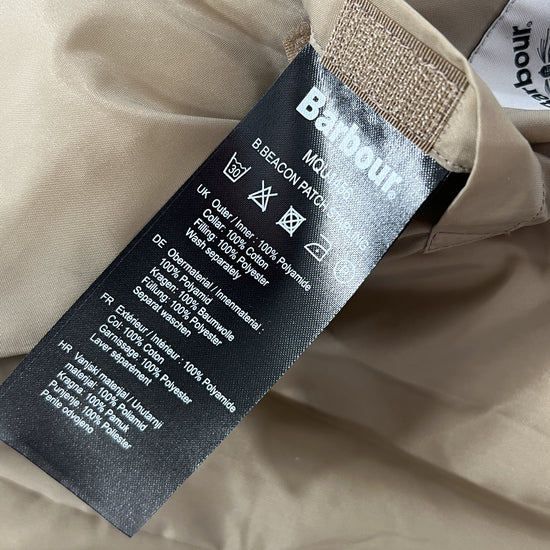 Barbour.
Barbour.
B.BEACON PATCH
30
UK Outer / Inner : 100% Polyamide
Collar: 100% Cotton
Filling: 100% Polyester
Wash separately
DE Obermaterial / Innenmaterial :
100% Polyamid
Kragen: 100% Baumwolle
Füllung: 100% Polyester
Separat waschen
FR Extérieur / Intérieur : 100% Polyamide
Col: 100% Coton
Garnissage: 100% Polyester
Laver séparément
HR Vanjski materijal / Unutarnji
materijal: 100% Poliamid
Kragna: 100% Pamuk
Punjenje: 100% Poliester
Perite odvojeno